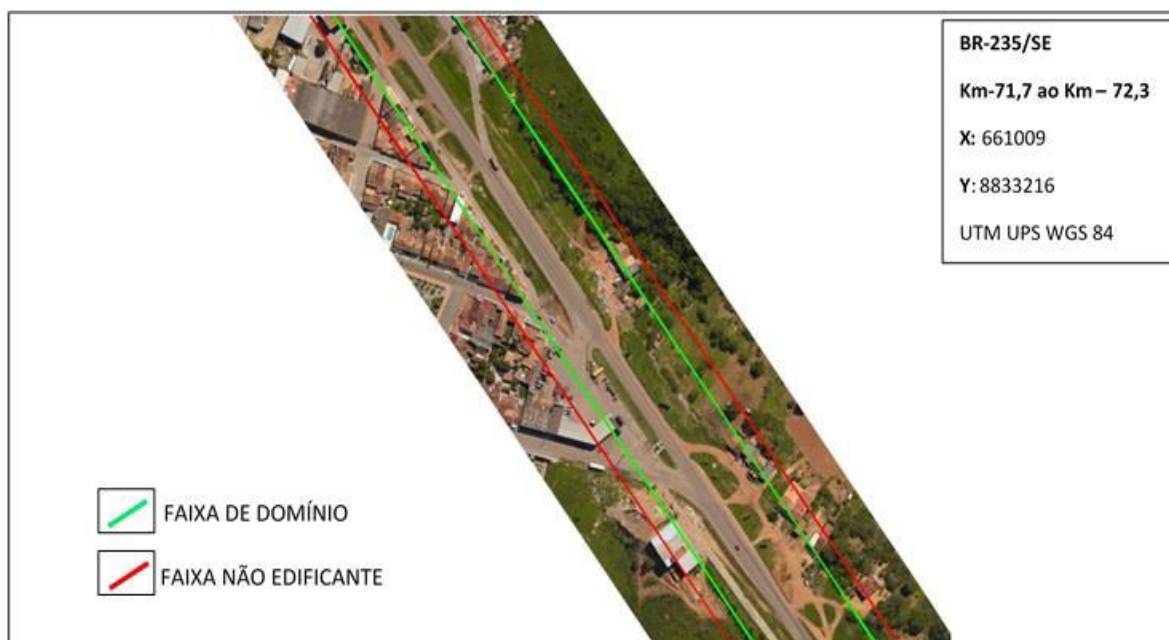 BR-235/SE
Km-71,7 ao Km – 72,3
X: 661009
Y: 8833216
UTM UPS WGS 84
FAIXA DE DOMÍNIO
FAIXA NÃO EDIFICANTE